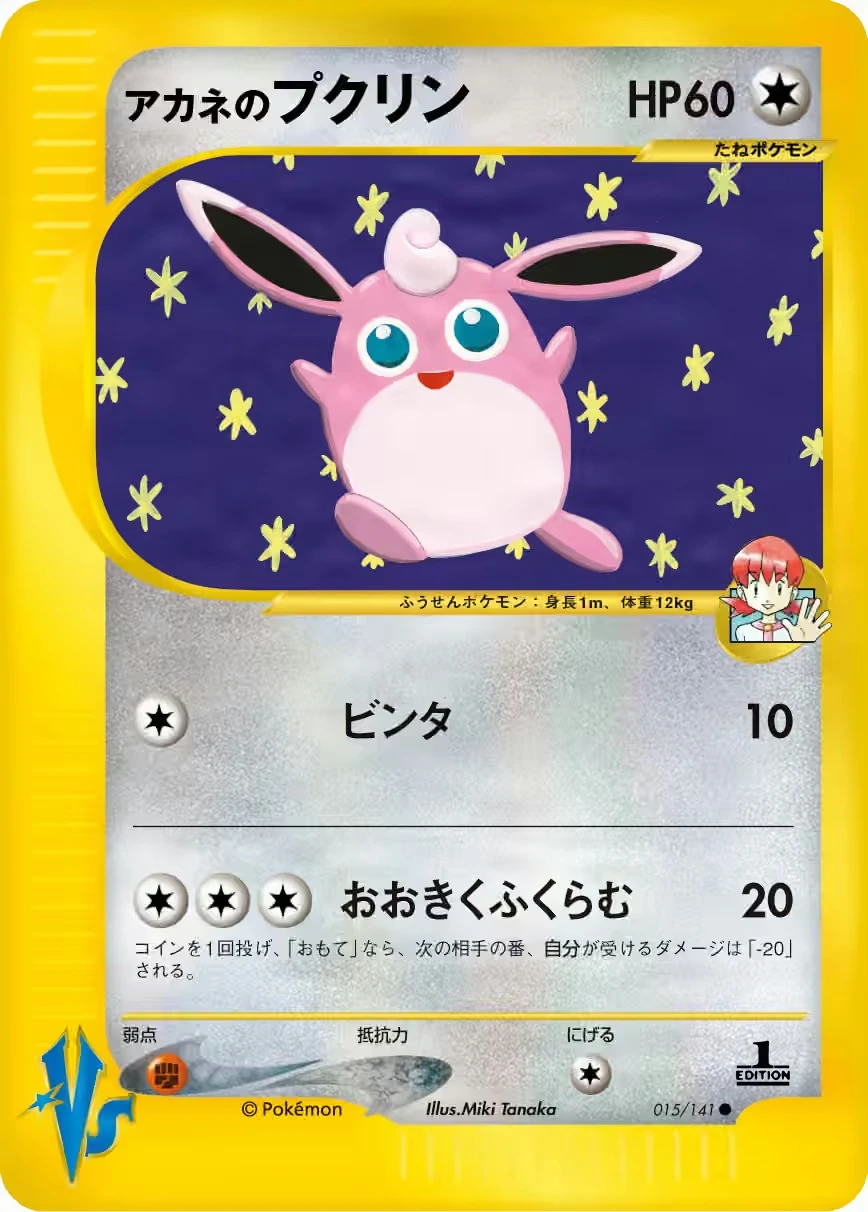 アカネのプクリン HP60
たねポケモン
ふうせんポケモン：身長1m、体重12kg
ビンタ 10
おおきくふくらむ 20
コインを1回投げ、「おもて」なら、次の相手の番、自分が受けるダメージは「-20」
される。
弱点 抵抗力 にげる
1
EDITION
VS
© Pokémon Illus.Miki Tanaka 015/141●